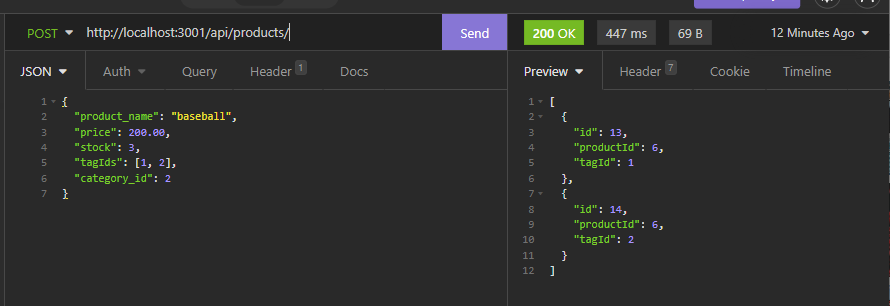 POST http://localhost:3001/api/products/ Send 200 OK 447 ms 69 B 12 Minutes Ago
JSON Auth Query Header 1 Docs Preview Header 7 Cookie Timeline
1 {
2 "product_name": "baseball",
3 "price": 200.00,
4 "stock": 3,
5 "tagIds": [1, 2],
6 "category_id": 2
7 }
1 [
2 {
3 "id": 13,
4 "productId": 6,
5 "tagId": 1
6 },
7 {
8 "id": 14,
9 "productId": 6,
10 "tagId": 2
11 }
12 ]